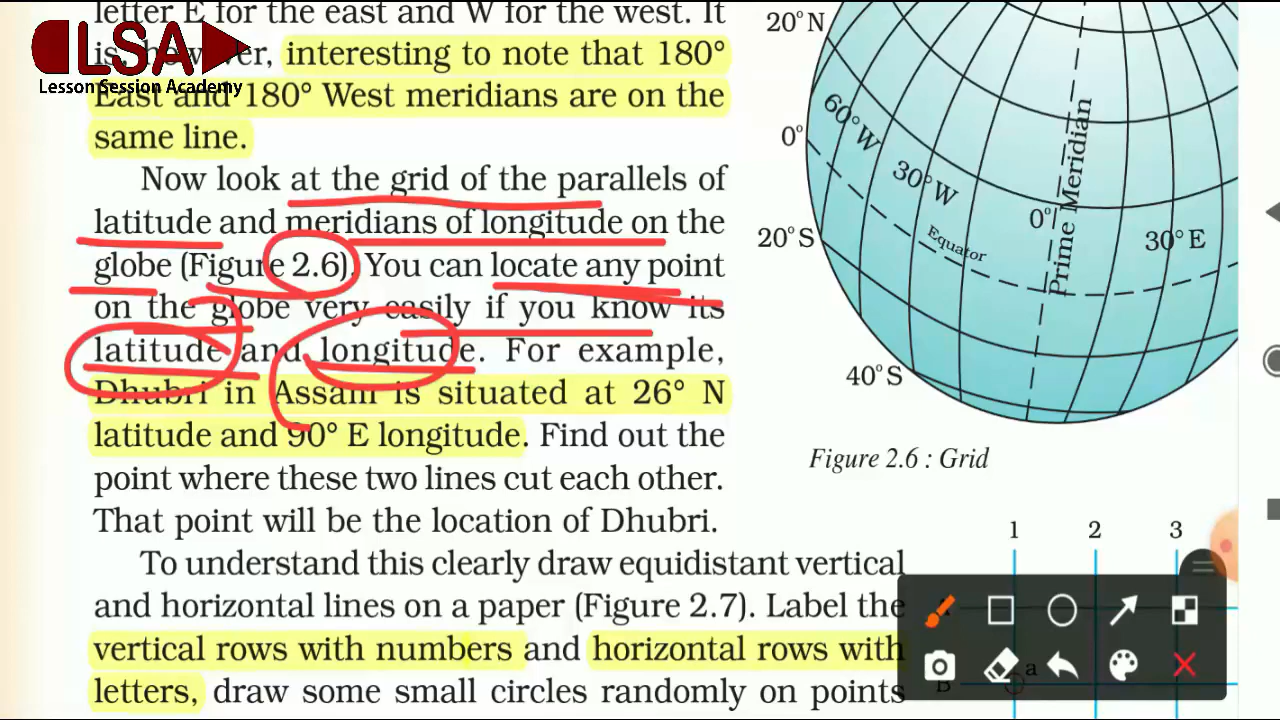 LSA
Lesson Session Academy
letter E for the east and W for the west. It
is, however, interesting to note that 180°
East and 180° West meridians are on the
same line.
Now look at the grid of the parallels of
latitude and meridians of longitude on the
globe (Figure 2.6). You can locate any point
on the globe very easily if you know its
latitude and longitude. For example,
Dhubri in Assam is situated at 26° N
latitude and 90° E longitude. Find out the
point where these two lines cut each other.
That point will be the location of Dhubri.
To understand this clearly draw equidistant vertical
and horizontal lines on a paper (Figure 2.7). Label the
vertical rows with numbers and horizontal rows with
letters, draw some small circles randomly on points
20°N
0°
20°S
40°S
60°W
30°W
0°
30°E
Equator
Prime Meridian
Figure 2.6 : Grid
1 2 3
a
B